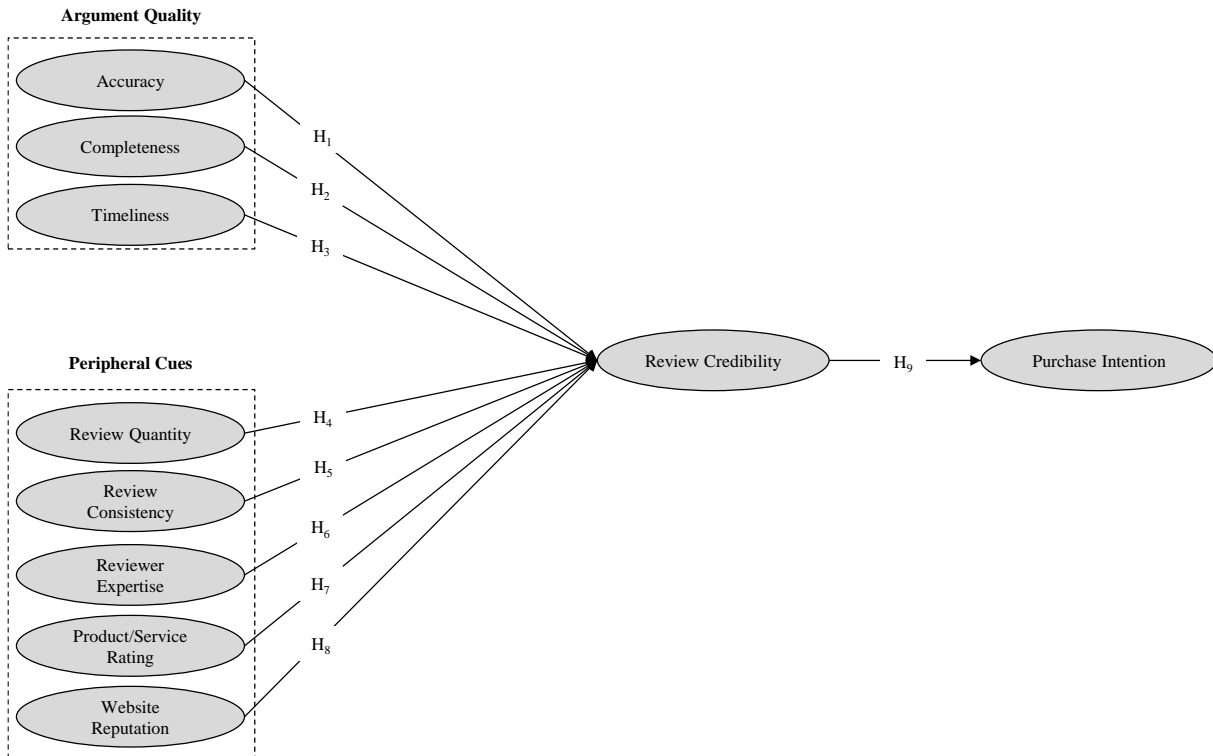 Argument Quality
Accuracy
Completeness
Timeliness
H1
H2
H3
Peripheral Cues
Review Quantity
Review
Consistency
Reviewer
Expertise
Product/Service
Rating
Website
Reputation
H4
H5
H6
H7
H8
Review Credibility
H9
Purchase Intention